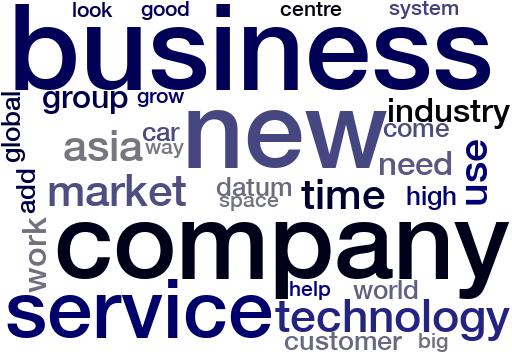 look good centre system
business
group grow
global
industry
new
car come
asia way
need
use
add
market datum time high
space
company
work
help world
service technology
customer big